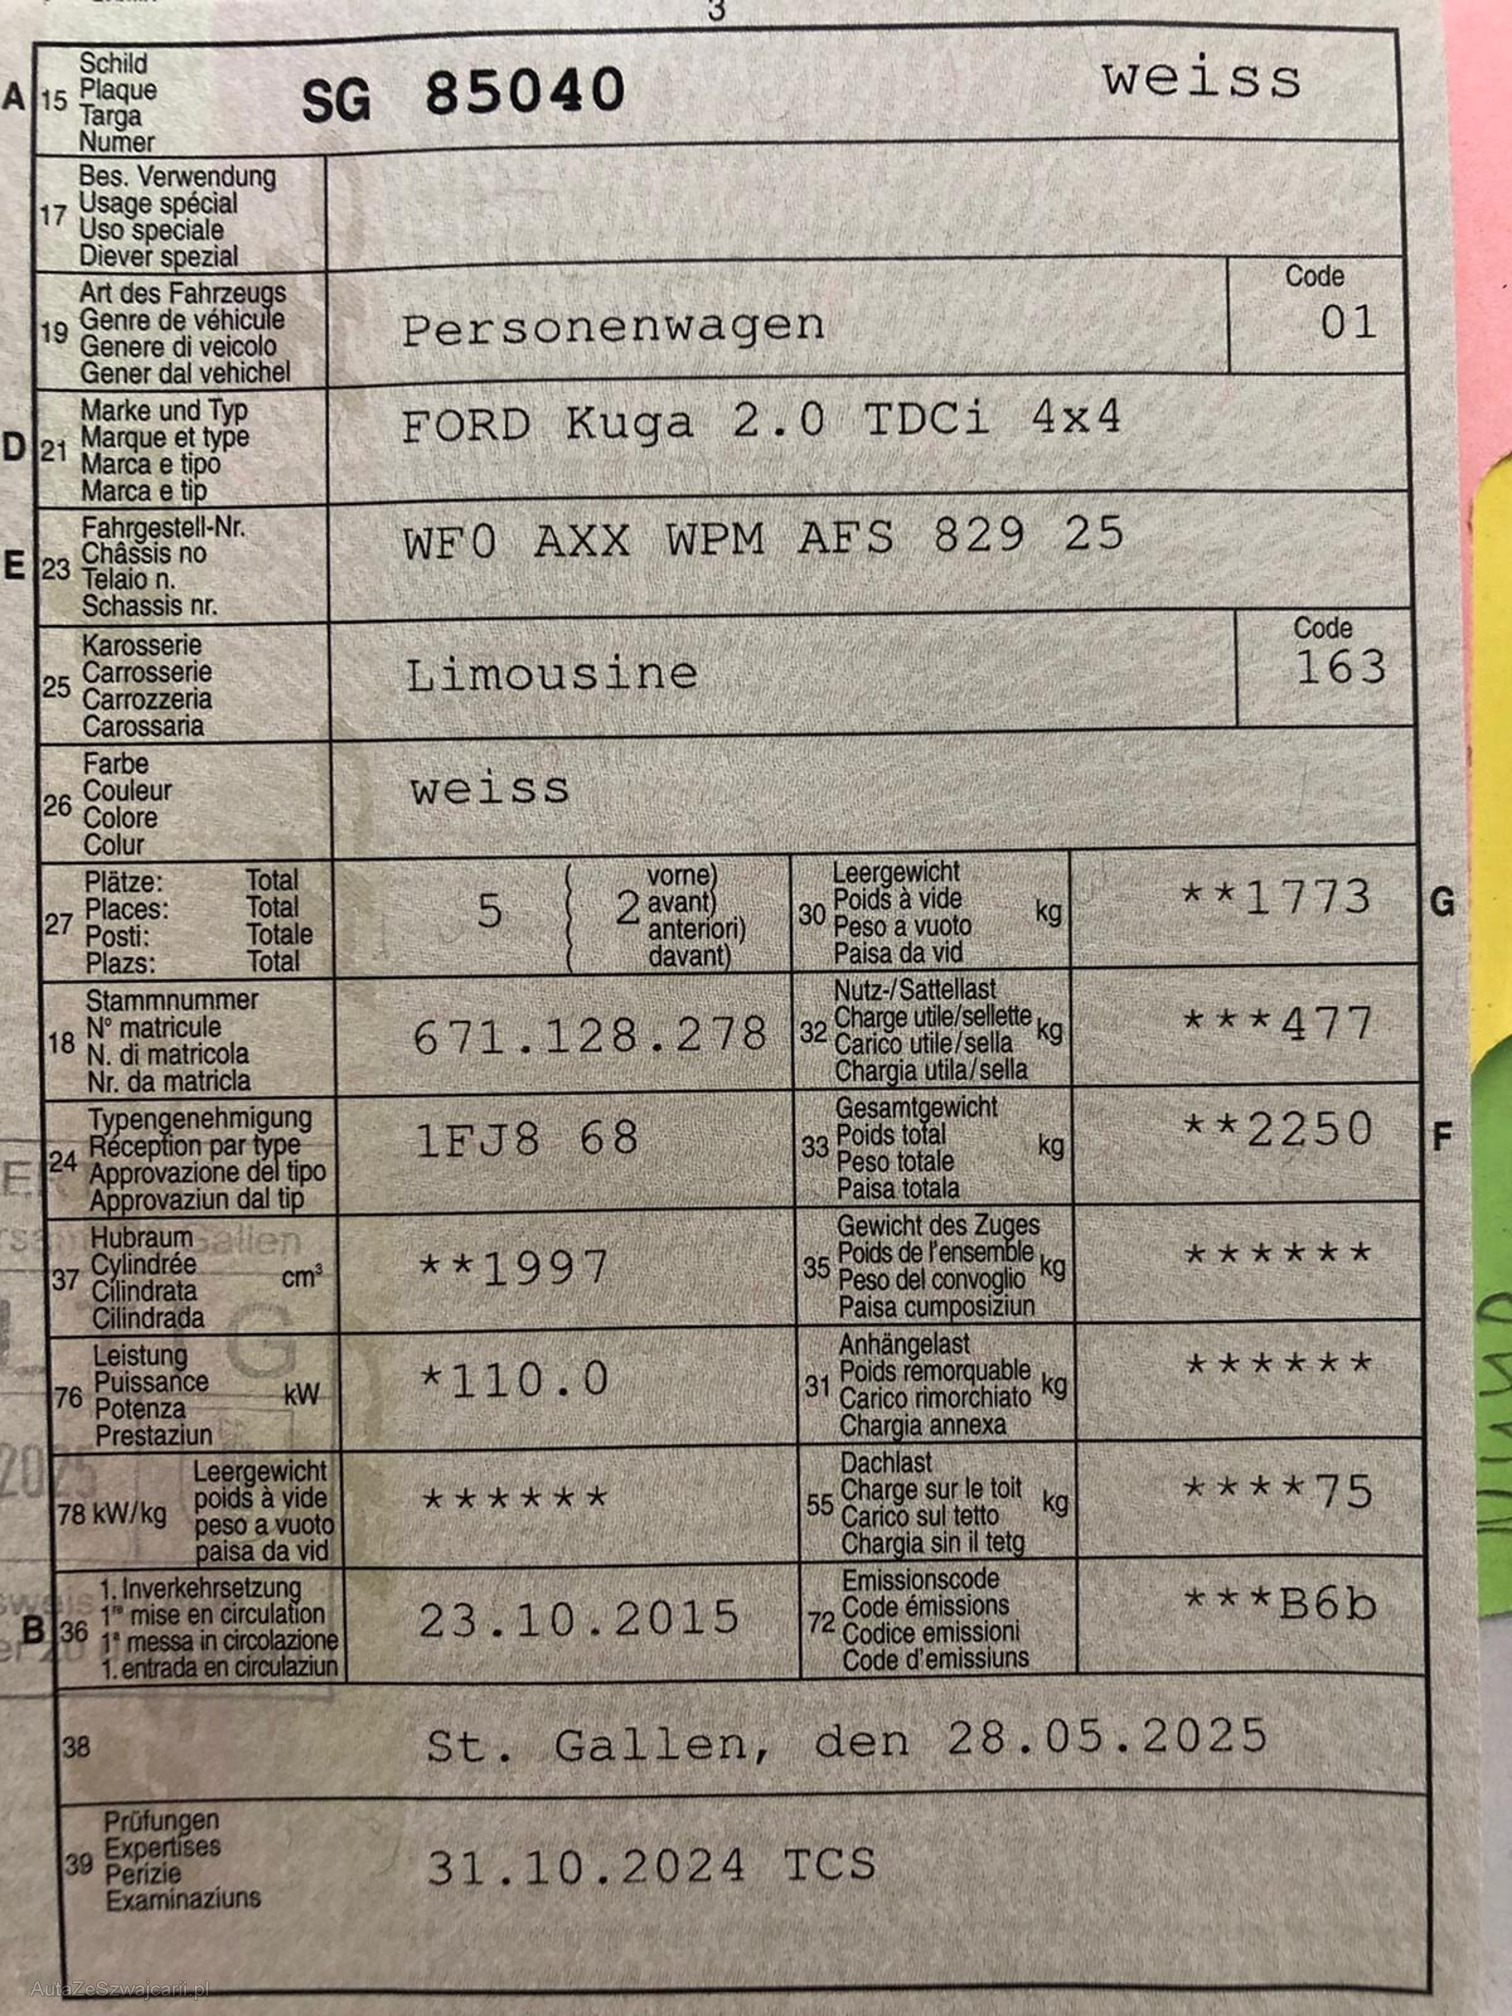 3
A 15 Schild
Plaque
Targa
Numer
SG 85040 weiss
17 Bes. Verwendung
Usage spécial
Uso speciale
Diever spezial
19 Art des Fahrzeugs
Genre de véhicule
Genere di veicolo
Gener dal vehichel
Personenwagen
Code
01
D 21 Marke und Typ
Marque et type
Marca e tipo
Marca e tip
FORD Kuga 2.0 TDCi 4x4
E 23 Fahrgestell-Nr.
Châssis no
Telaio n.
Schassis nr.
WF0 AXX WPM AFS 829 25
25 Karosserie
Carrosserie
Carrozzeria
Carossaria
Limousine
Code
163
26 Farbe
Couleur
Colore
Colur
weiss
27 Plätze: Total
Places: Total
Posti: Totale
Plazs: Total
5 ( 2 vorne)
avant)
anteriori)
davant)
30 Leergewicht
Poids à vide
Peso a vuoto
Paisa da vid
kg
**1773 G
18 Stammnummer
N° matricule
N. di matricola
Nr. da matricla
671.128.278
32 Nutz-/Sattellast
Charge utile/sellette
Carico utile/sella
Chargia utila/sella
kg
***477
24 Typengenehmigung
Réception par type
Approvazione del tipo
Approvaziun dal tip
1FJ8 68
33 Gesamtgewicht
Poids total
Peso totale
Paisa totala
kg
**2250 F
37 Hubraum
Cylindrée
Cilindrata
Cilindrada
cm³
**1997
35 Gewicht des Zuges
Poids de l'ensemble
Peso del convoglio
Paisa cumposiziun
kg
******
76 Leistung
Puissance
Potenza
Prestaziun
kW
*110.0
31 Anhängelast
Poids remorquable
Carico rimorchiato
Chargia annexa
kg
******
78 kW/kg Leergewicht
poids à vide
peso a vuoto
paisa da vid
******
55 Dachlast
Charge sur le toit
Carico sul tetto
Chargia sin il tetg
kg
****75
B 36 1. Inverkehrsetzung
1re mise en circulation
1a messa in circolazione
1. entrada en circulaziun
23.10.2015
72 Emissionscode
Code émissions
Codice emissioni
Code d'emissiuns
***B6b
38 St. Gallen, den 28.05.2025
39 Prüfungen
Expertises
Perizie
Examinaziuns
31.10.2024 TCS
AutaZeSzwajcarii.pl